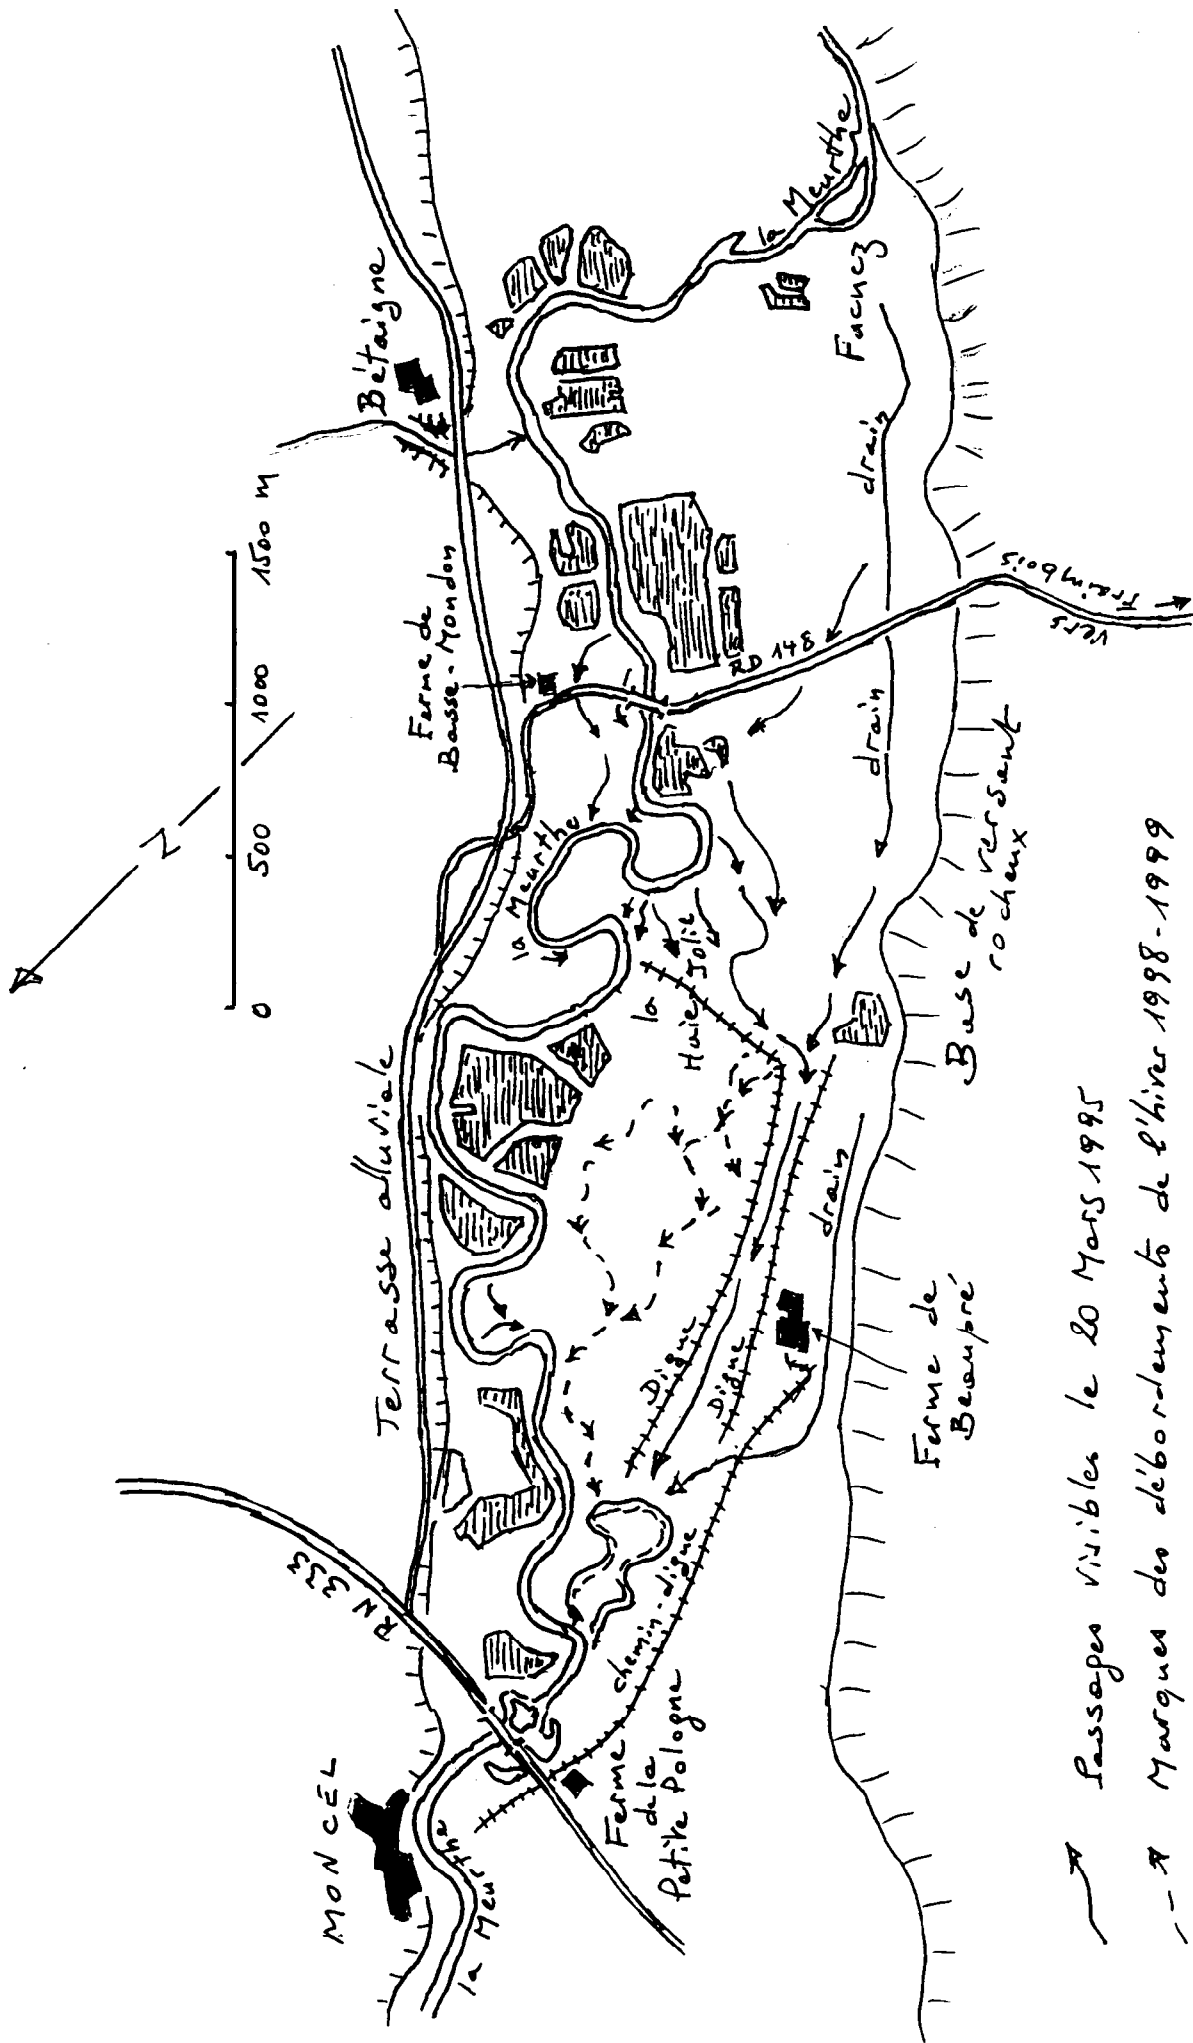 MONCEL
la Meurthe
RN 333
Ferme
de la
Petite Pologne
chemin-digue
Terrasse alluviale
Digue
Digue
Ferme de
Beaupré
drain
la
Haie Jolie
la Meurthe
N
0 500 1000 1500 m
Ferme de
Basse-Mondon
Bétaigne
RD 148
drain
drain
vers
Fraimbois
Facnez
la Meurthe
Base de versant
rocheux
Passages visibles le 20 Mars 1995
Marques des débordements de l'hiver 1998-1999